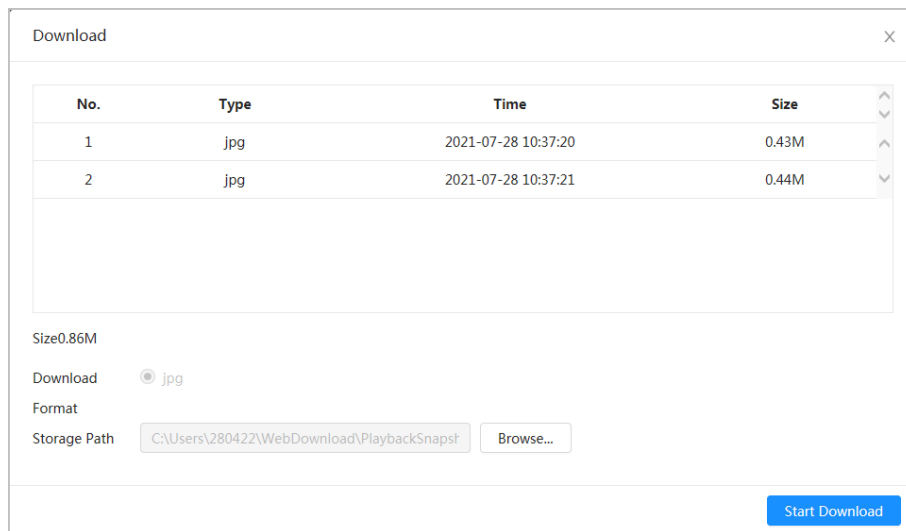 Download
No. Type Time Size
1 jpg 2021-07-28 10:37:20 0.43M
2 jpg 2021-07-28 10:37:21 0.44M
Size0.86M
Download jpg
Format
Storage Path C:\Users\280422\WebDownload\PlaybackSnapsh Browse...
Start Download